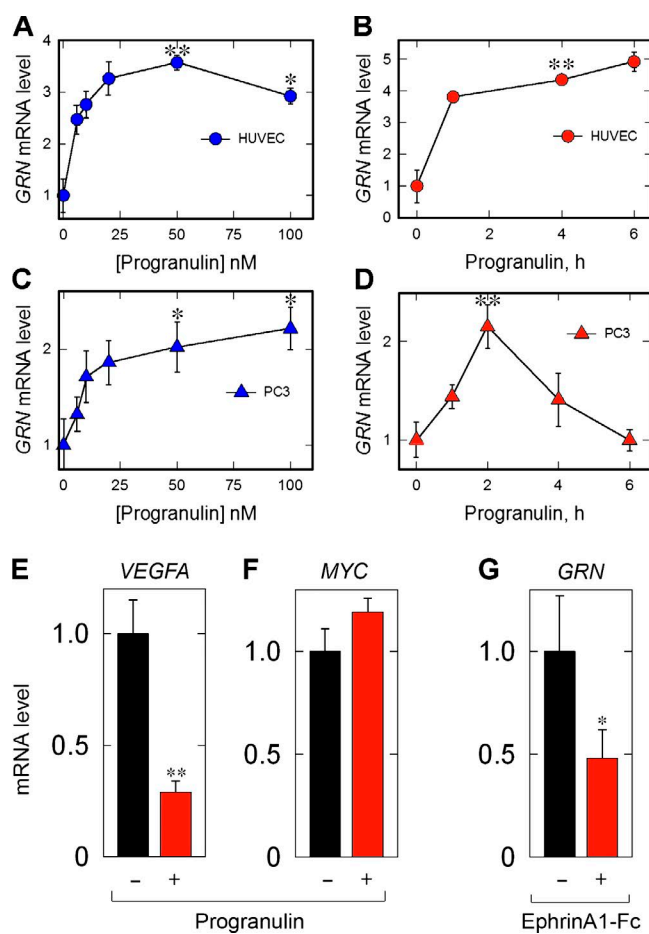 A
B
GRN mRNA level
4
3
2
1
**
*
HUVEC
0 25 50 75 100
[Progranulin] nM
GRN mRNA level
5
4
3
2
1
0
**
HUVEC
0 2 4 6
Progranulin, h
C
D
GRN mRNA level
2
1
*
*
PC3
0 25 50 75 100
[Progranulin] nM
GRN mRNA level
2
1
**
PC3
0 2 4 6
Progranulin, h
E
VEGFA
F
MYC
G
GRN
mRNA level
1.0
0.5
0
**
− +
1.0
0.5
0
− +
Progranulin
1.0
0.5
0
*
− +
EphrinA1-Fc